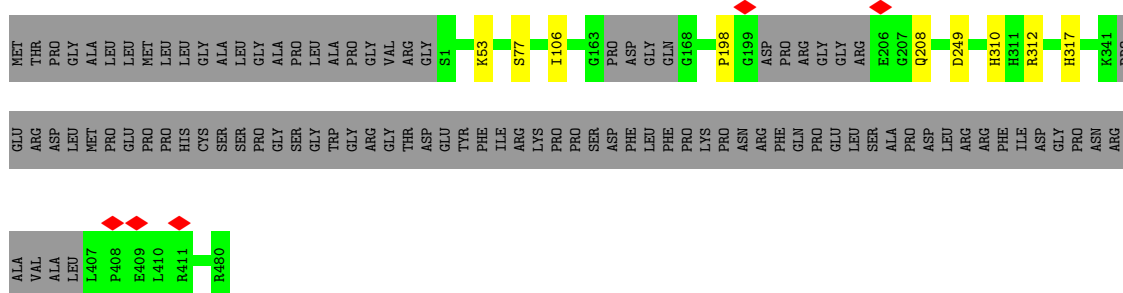 MET THR PRO GLY ALA LEU LEU MET LEU LEU GLY ALA LEU GLY ALA PRO LEU ALA PRO GLY VAL ARG GLY S1 K53 S77 I106 G163 PRO ASP GLY GLN G168 P198 G199 ASP PRO ARG GLY GLY ARG E206 G207 Q208 D249 H310 H311 R312 H317 K341
GLU ARG ASP LEU MET PRO GLU PRO PRO HIS CYS SER SER PRO GLY SER GLY TRP GLY ARG GLY THR ASP GLU TYR PHE ILE ARG LYS PRO PRO SER ASP PHE LEU PHE PRO LYS PRO ASN ARG PHE GLN PRO GLU LEU SER ALA PRO ASP LEU ARG ARG PHE ILE ASP GLY PRO ASN ARG
ALA VAL ALA LEU L407 P408 E409 L410 R411 R480